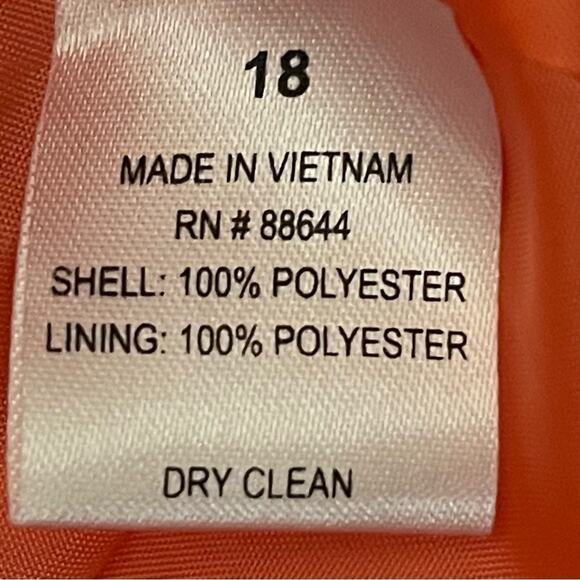 18
MADE IN VIETNAM
RN # 88644
SHELL: 100% POLYESTER
LINING: 100% POLYESTER
DRY CLEAN